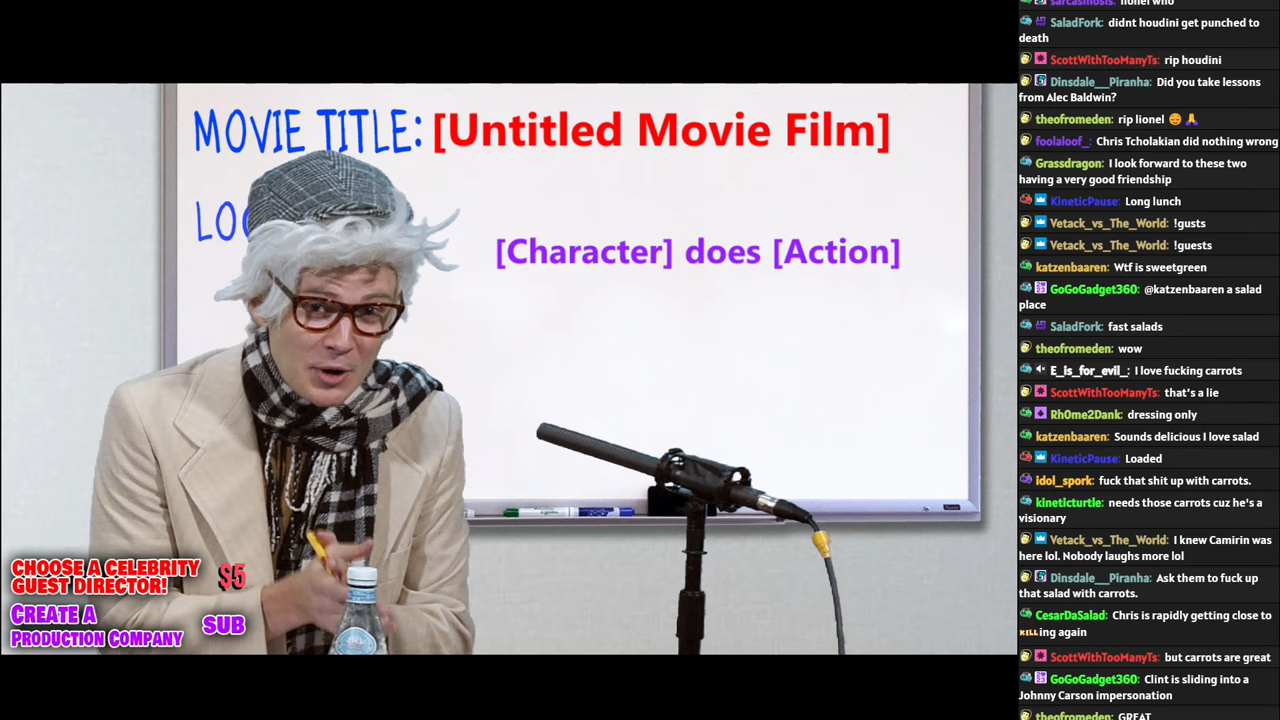 MOVIE TITLE: [Untitled Movie Film]
LO
[Character] does [Action]
CHOOSE A CELEBRITY
GUEST DIRECTOR! $5
CREATE A
PRODUCTION COMPANY SUB
sarcasmosis: lionel who
SaladFork: didnt houdini get punched to
death
ScottWithTooManyTs: rip houdini
Dinsdale__Piranha: Did you take lessons
from Alec Baldwin?
theofromeden: rip lionel 😔 🙏
foolaloof_: Chris Tcholakian did nothing wrong
Grassdragon: I look forward to these two
having a very good friendship
KineticPause: Long lunch
Vetack_vs_The_World: !gusts
Vetack_vs_The_World: !guests
katzenbaaren: Wtf is sweetgreen
GoGoGadget360: @katzenbaaren a salad
place
SaladFork: fast salads
theofromeden: wow
E_is_for_evil_: I love fucking carrots
ScottWithTooManyTs: that's a lie
Rh0me2Dank: dressing only
katzenbaaren: Sounds delicious I love salad
KineticPause: Loaded
idol_spork: fuck that shit up with carrots.
kineticturtle: needs those carrots cuz he's a
visionary
Vetack_vs_The_World: I knew Camirin was
here lol. Nobody laughs more lol
Dinsdale__Piranha: Ask them to fuck up
that salad with carrots.
CesarDaSalad: Chris is rapidly getting close to
KILLing again
ScottWithTooManyTs: but carrots are great
GoGoGadget360: Clint is sliding into a
Johnny Carson impersonation
theofromeden: GREAT